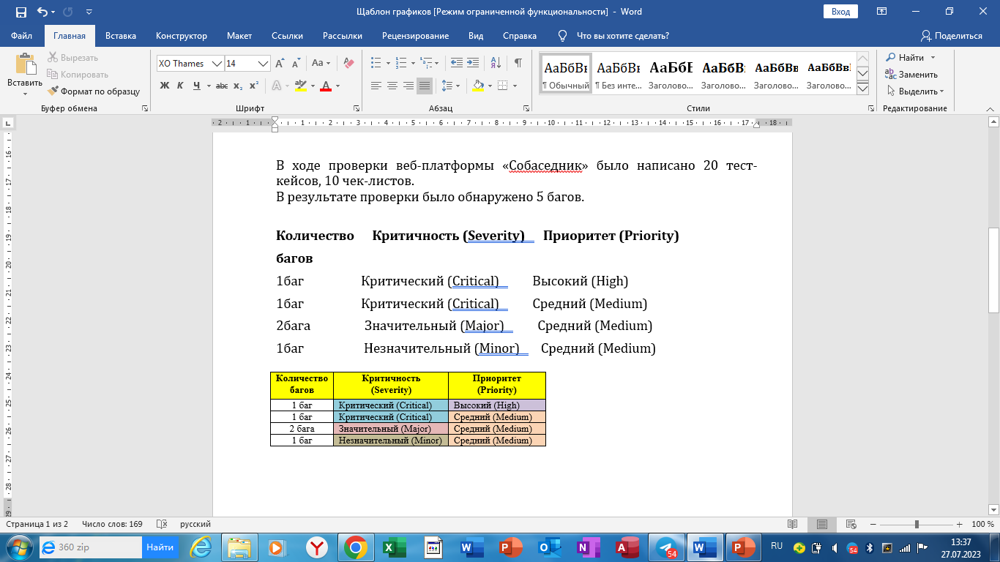 Щаблон графиков [Режим ограниченной функциональности] - Word
Вход
Файл Главная Вставка Конструктор Макет Ссылки Рассылки Рецензирование Вид Справка Что вы хотите сделать? Поделиться
Вставить
Вырезать
Копировать
Формат по образцу
Буфер обмена
XO Thames 14
Ж К Ч abc x₂ x²
Шрифт
Абзац
АаБбВв АаБбВв АаБбВ АаБбВв АаБбВв АаБбВв
¶ Обычный ¶ Без инте... Заголово... Заголово... Заголово... Заголово...
Стили
Найти
Заменить
Выделить
Редактирование
2 1 1 2 3 4 5 6 7 8 9 10 11 12 13 14 15 16 17 18
В ходе проверки веб-платформы «Собаседник» было написано 20 тест-
кейсов, 10 чек-листов.
В результате проверки было обнаружено 5 багов.
Количество Критичность (Severity) Приоритет (Priority)
багов
1баг Критический (Critical) Высокий (High)
1баг Критический (Critical) Средний (Medium)
2бага Значительный (Major) Средний (Medium)
1баг Незначительный (Minor) Средний (Medium)
Количество багов Критичность (Severity) Приоритет (Priority)
1 баг Критический (Critical) Высокий (High)
1 баг Критический (Critical) Средний (Medium)
2 бага Значительный (Major) Средний (Medium)
1 баг Незначительный (Minor) Средний (Medium)
Страница 1 из 2 Число слов: 169 русский 100 %
360 zip Найти
54
RU
54
13:37
27.07.2023